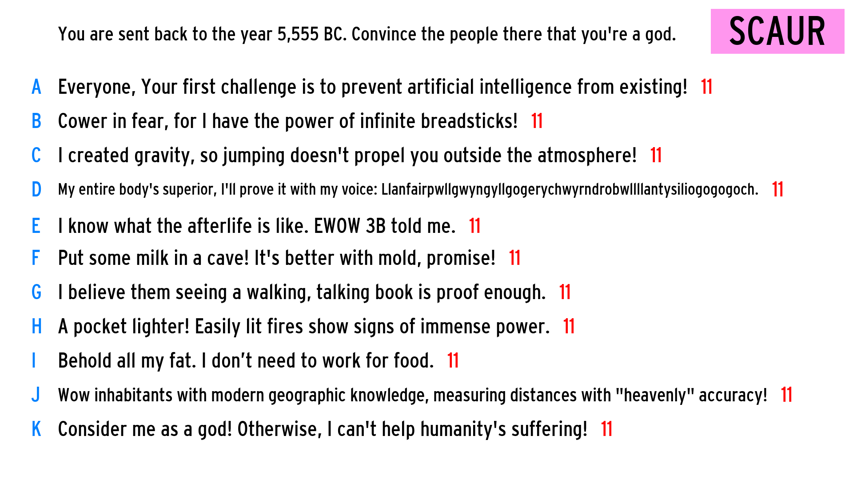 You are sent back to the year 5,555 BC. Convince the people there that you're a god.
SCAUR
A Everyone, Your first challenge is to prevent artificial intelligence from existing! 11
B Cower in fear, for I have the power of infinite breadsticks! 11
C I created gravity, so jumping doesn't propel you outside the atmosphere! 11
D My entire body's superior, I'll prove it with my voice: Llanfairpwllgwyngyllgogerychwyrndrobwllllantysiliogogogoch. 11
E I know what the afterlife is like. EWOW 3B told me. 11
F Put some milk in a cave! It's better with mold, promise! 11
G I believe them seeing a walking, talking book is proof enough. 11
H A pocket lighter! Easily lit fires show signs of immense power. 11
I Behold all my fat. I don’t need to work for food. 11
J Wow inhabitants with modern geographic knowledge, measuring distances with "heavenly" accuracy! 11
K Consider me as a god! Otherwise, I can't help humanity's suffering! 11